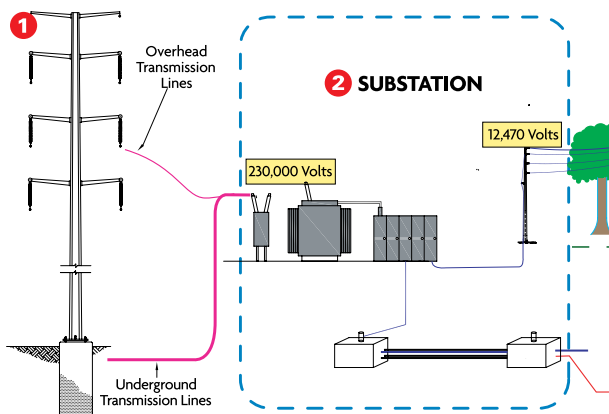 1
Overhead
Transmission
Lines
2 SUBSTATION
12,470 Volts
230,000 Volts
Underground
Transmission Lines